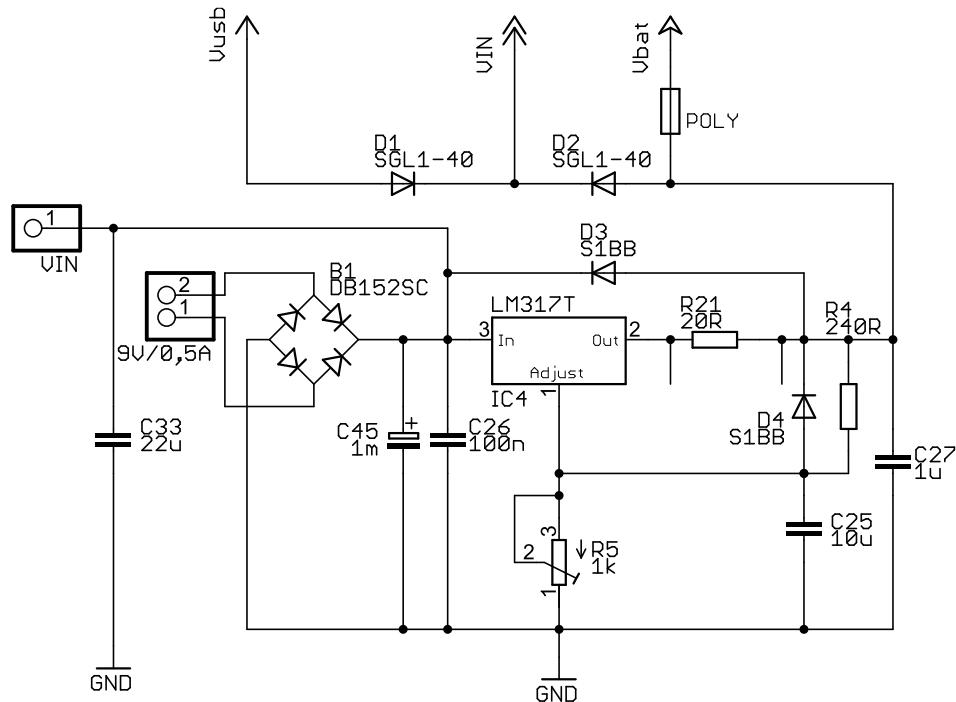 Vusb
VIN
Vbat
POLY
D1
SGL1-40
D2
SGL1-40
1
VIN
D3
S1BB
2
1
9V/0,5A
B1
DB152SC
LM317T
3
In
Out
2
Adjust
1
IC4
R21
20R
R4
240R
D4
S1BB
C33
22u
C45
1m
+
C26
100n
C27
1u
C25
10u
3
2
1
R5
1k
GND
GND